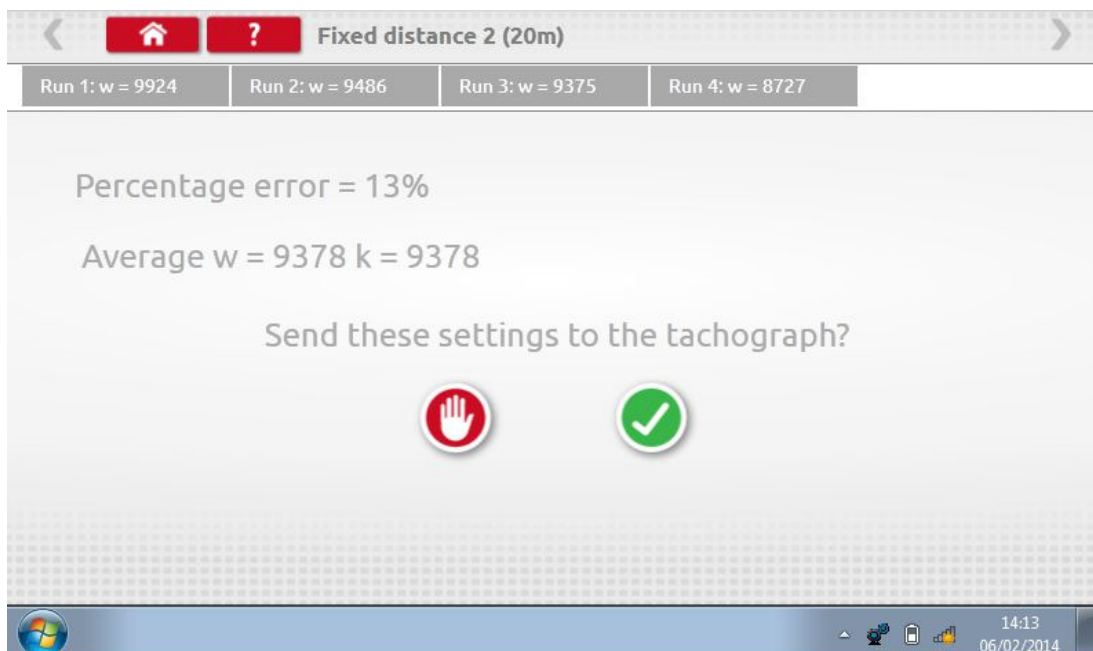 ? Fixed distance 2 (20m)
Run 1: w = 9924 Run 2: w = 9486 Run 3: w = 9375 Run 4: w = 8727
Percentage error = 13%
Average w = 9378 k = 9378
Send these settings to the tachograph?
14:13
06/02/2014